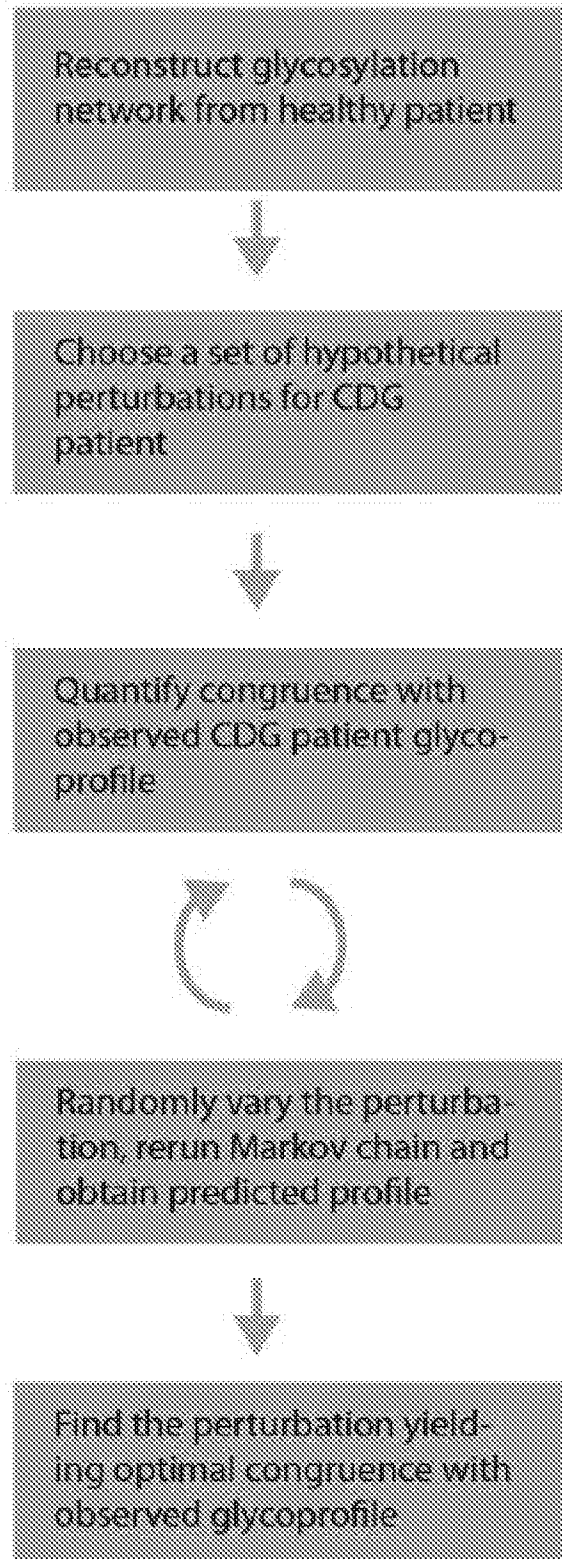 Reconstruct glycosylation
network from healthy patient
Choose a set of hypothetical
perturbations for CDG
patient
Quantify congruence with
observed CDG patient glyco-
profile
Randomly vary the perturba-
tion, rerun Markov chain and
obtain predicted profile
Find the perturbation yield-
ing optimal congruence with
observed glycoprofile